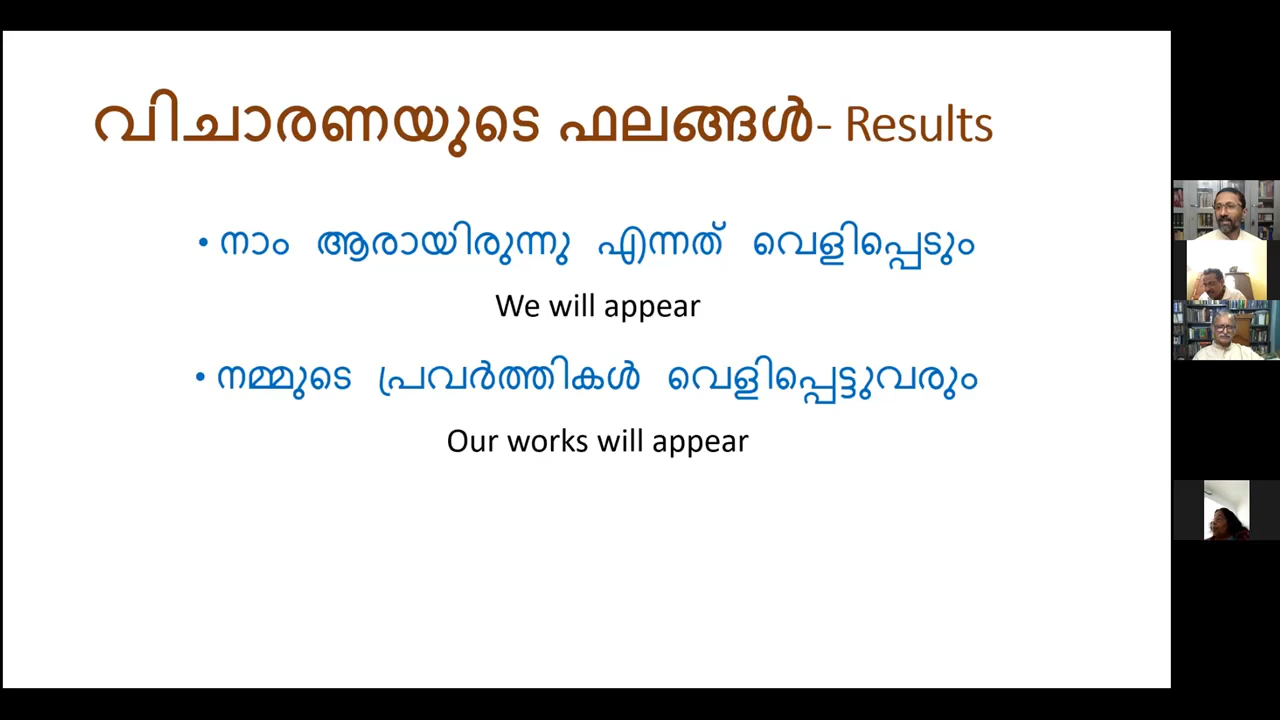 വിചാരണയുടെ ഫലങ്ങൾ- Results
• നാം ആരായിരുന്നു എന്നത് വെളിപ്പെടും
We will appear
• നമ്മുടെ പ്രവർത്തികൾ വെളിപ്പെട്ടുവരും
Our works will appear